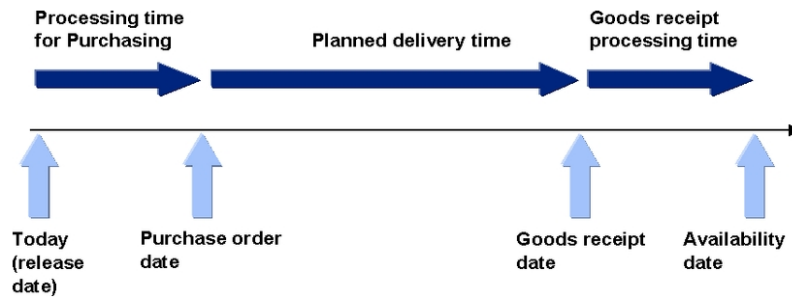 Processing time
for Purchasing
Planned delivery time
Goods receipt
processing time
Today
(release
date)
Purchase order
date
Goods receipt
date
Availability
date